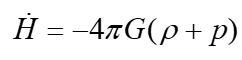 Ḣ = −4πG(ρ + p)